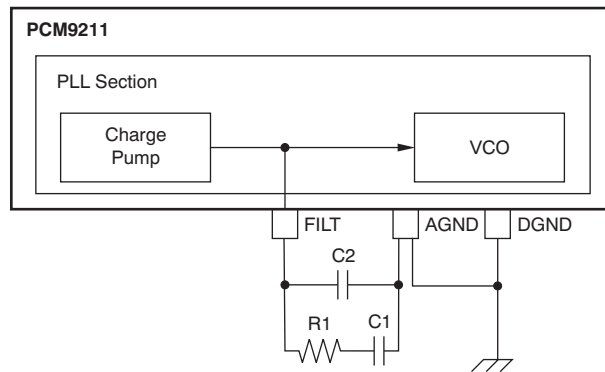 PCM9211
PLL Section
Charge
Pump
VCO
FILT
AGND
DGND
C2
R1
C1